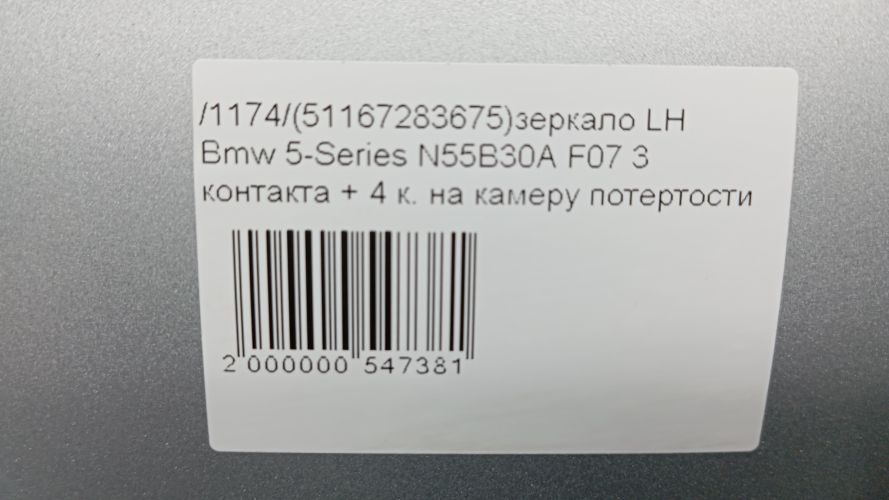 /1174/(51167283675)зеркало LH
Bmw 5-Series N55B30A F07 3
контакта + 4 к. на камеру потертости
2 000000 547381